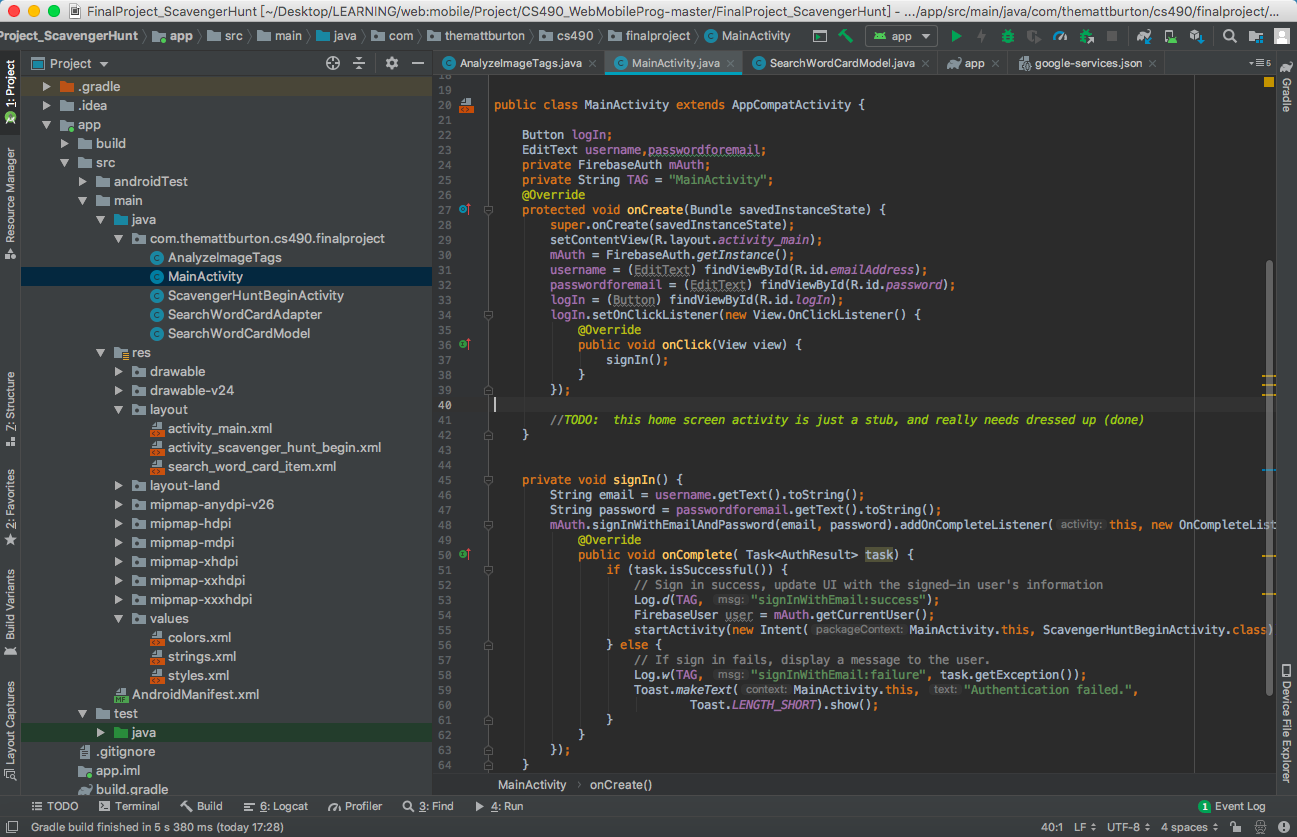 FinalProject_ScavengerHunt [~/Desktop/LEARNING/web:mobile/Project/CS490_WebMobileProg-master/FinalProject_ScavengerHunt] - .../app/src/main/java/com/themattburton/cs490/finalproject/...
Project_ScavengerHunt app src main java com themattburton cs490 finalproject MainActivity app
Project
AnalyzeImageTags.java MainActivity.java SearchWordCardModel.java app google-services.json 5
1: Project
Resource Manager
Z: Structure
2: Favorites
Build Variants
Layout Captures
.gradle
.idea
app
build
src
androidTest
main
java
com.themattburton.cs490.finalproject
AnalyzeImageTags
MainActivity
ScavengerHuntBeginActivity
SearchWordCardAdapter
SearchWordCardModel
res
drawable
drawable-v24
layout
activity_main.xml
activity_scavenger_hunt_begin.xml
search_word_card_item.xml
layout-land
mipmap-anydpi-v26
mipmap-hdpi
mipmap-mdpi
mipmap-xhdpi
mipmap-xxhdpi
mipmap-xxxhdpi
values
colors.xml
strings.xml
styles.xml
AndroidManifest.xml
test
java
.gitignore
app.iml
build.gradle
18
19
20 public class MainActivity extends AppCompatActivity {
21
22 Button logIn;
23 EditText username,passwordforemail;
24 private FirebaseAuth mAuth;
25 private String TAG = "MainActivity";
26 @Override
27 protected void onCreate(Bundle savedInstanceState) {
28 super.onCreate(savedInstanceState);
29 setContentView(R.layout.activity_main);
30 mAuth = FirebaseAuth.getInstance();
31 username = (EditText) findViewById(R.id.emailAddress);
32 passwordforemail = (EditText) findViewById(R.id.password);
33 logIn = (Button) findViewById(R.id.logIn);
34 logIn.setOnClickListener(new View.OnClickListener() {
35 @Override
36 public void onClick(View view) {
37 signIn();
38 }
39 });
40
41 //TODO: this home screen activity is just a stub, and really needs dressed up (done)
42 }
43
44
45 private void signIn() {
46 String email = username.getText().toString();
47 String password = passwordforemail.getText().toString();
48 mAuth.signInWithEmailAndPassword(email, password).addOnCompleteListener( activity: this, new OnCompleteList
49 @Override
50 public void onComplete( Task<AuthResult> task) {
51 if (task.isSuccessful()) {
52 // Sign in success, update UI with the signed-in user's information
53 Log.d(TAG, msg: "signInWithEmail:success");
54 FirebaseUser user = mAuth.getCurrentUser();
55 startActivity(new Intent( packageContext: MainActivity.this, ScavengerHuntBeginActivity.class)
56 } else {
57 // If sign in fails, display a message to the user.
58 Log.w(TAG, msg: "signInWithEmail:failure", task.getException());
59 Toast.makeText( context: MainActivity.this, text: "Authentication failed.",
60 Toast.LENGTH_SHORT).show();
61 }
62 }
63 });
64 }
MainActivity › onCreate()
Gradle
Device File Explorer
TODO Terminal Build 6: Logcat Profiler 3: Find 4: Run 1 Event Log
Gradle build finished in 5 s 380 ms (today 17:28) 40:1 LF UTF-8 4 spaces